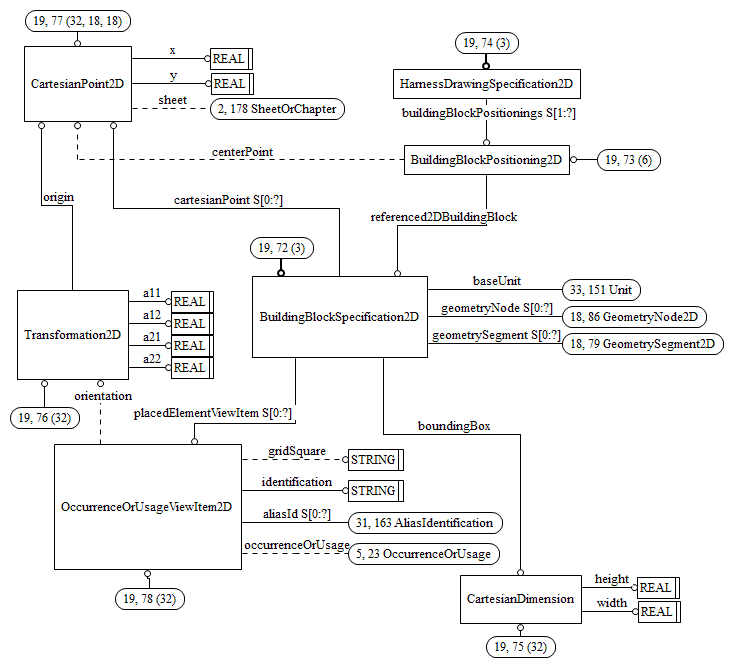 19, 77 (32, 18, 18)
x
REAL
CartesianPoint2D
y
REAL
sheet
2, 178 SheetOrChapter
19, 74 (3)
HarnessDrawingSpecification2D
buildingBlockPositionings S[1:?]
centerPoint
BuildingBlockPositioning2D
19, 73 (6)
origin
cartesianPoint S[0:?]
referenced2DBuildingBlock
19, 72 (3)
BuildingBlockSpecification2D
baseUnit
33, 151 Unit
geometryNode S[0:?]
18, 86 GeometryNode2D
geometrySegment S[0:?]
18, 79 GeometrySegment2D
Transformation2D
a11
REAL
a12
REAL
a21
REAL
a22
REAL
19, 76 (32)
orientation
placedElementViewItem S[0:?]
boundingBox
OccurrenceOrUsageViewItem2D
gridSquare
STRING
identification
STRING
aliasId S[0:?]
31, 163 AliasIdentification
occurrenceOrUsage
5, 23 OccurrenceOrUsage
19, 78 (32)
CartesianDimension
height
REAL
width
REAL
19, 75 (32)